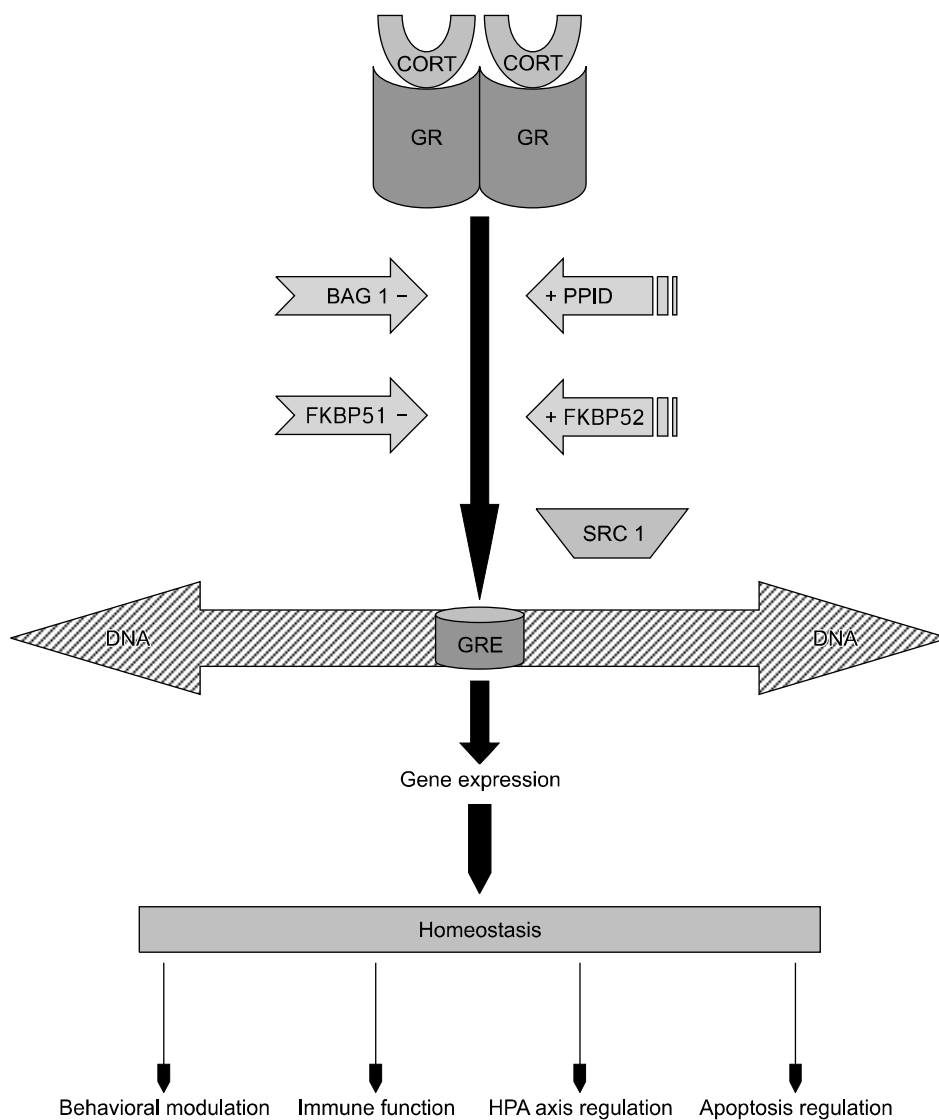 CORT CORT
GR GR
BAG 1 – + PPID
FKBP51 – + FKBP52
SRC 1
DNA DNA
GRE
Gene expression
Homeostasis
Behavioral modulation Immune function HPA axis regulation Apoptosis regulation